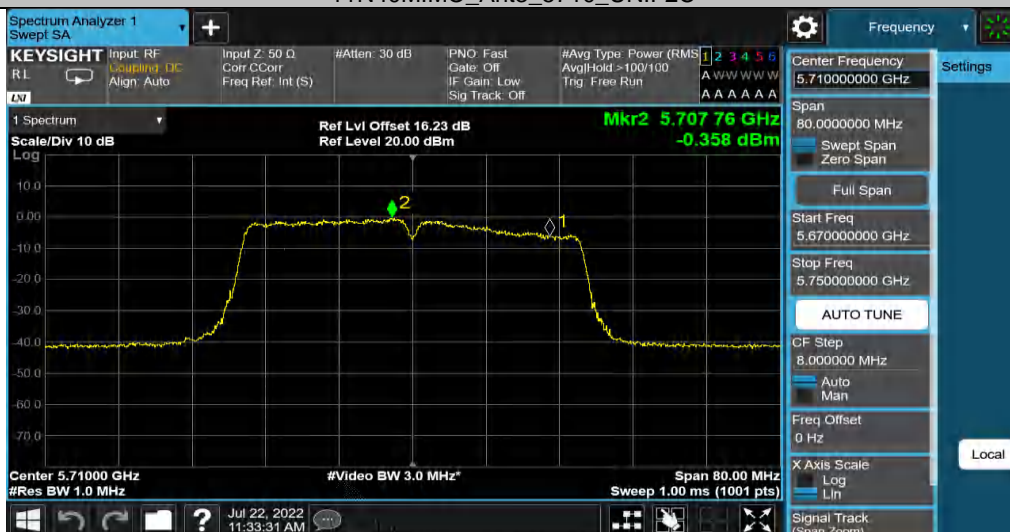 Spectrum Analyzer 1
Swept SA
+
Frequency
KEYSIGHT
RL
LXI
Input: RF
Coupling: DC
Align: Auto
Input Z: 50 Ω
Corr CCorr
Freq Ref: Int (S)
#Atten: 30 dB
PNO: Fast
Gate: Off
IF Gain: Low
Sig Track: Off
#Avg Type: Power (RMS
Avg|Hold:>100/100
Trig: Free Run
1 2 3 4 5 6
A W W W W W
A A A A A A
1 Spectrum
Scale/Div 10 dB
Log
Ref Lvl Offset 16.23 dB
Ref Level 20.00 dBm
Mkr2 5.707 76 GHz
-0.358 dBm
10.0
0.00
-10.0
-20.0
-30.0
-40.0
-50.0
-60.0
-70.0
2
1
Center 5.71000 GHz
#Res BW 1.0 MHz
#Video BW 3.0 MHz*
Span 80.00 MHz
Sweep 1.00 ms (1001 pts)
Jul 22, 2022
11:33:31 AM
?
Center Frequency
5.710000000 GHz
Span
80.0000000 MHz
Swept Span
Zero Span
Full Span
Start Freq
5.670000000 GHz
Stop Freq
5.750000000 GHz
AUTO TUNE
CF Step
8.000000 MHz
Auto
Man
Freq Offset
0 Hz
X Axis Scale
Log
Lin
Signal Track
(Span Zoom)
Settings
Local